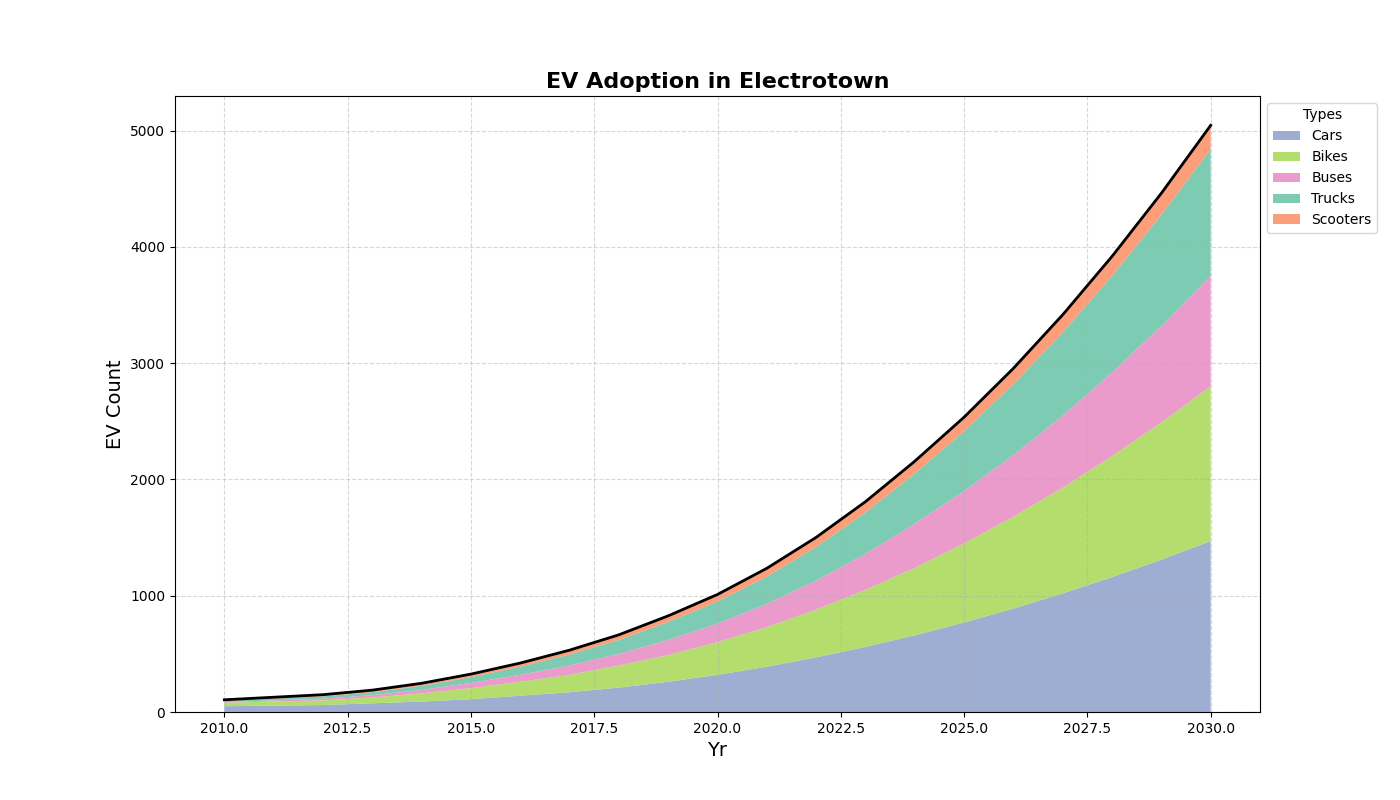 EV Adoption in Electrotown
EV Count
5000
4000
3000
2000
1000
0
2010.0 2012.5 2015.0 2017.5 2020.0 2022.5 2025.0 2027.5 2030.0
Yr
Types
Cars
Bikes
Buses
Trucks
Scooters